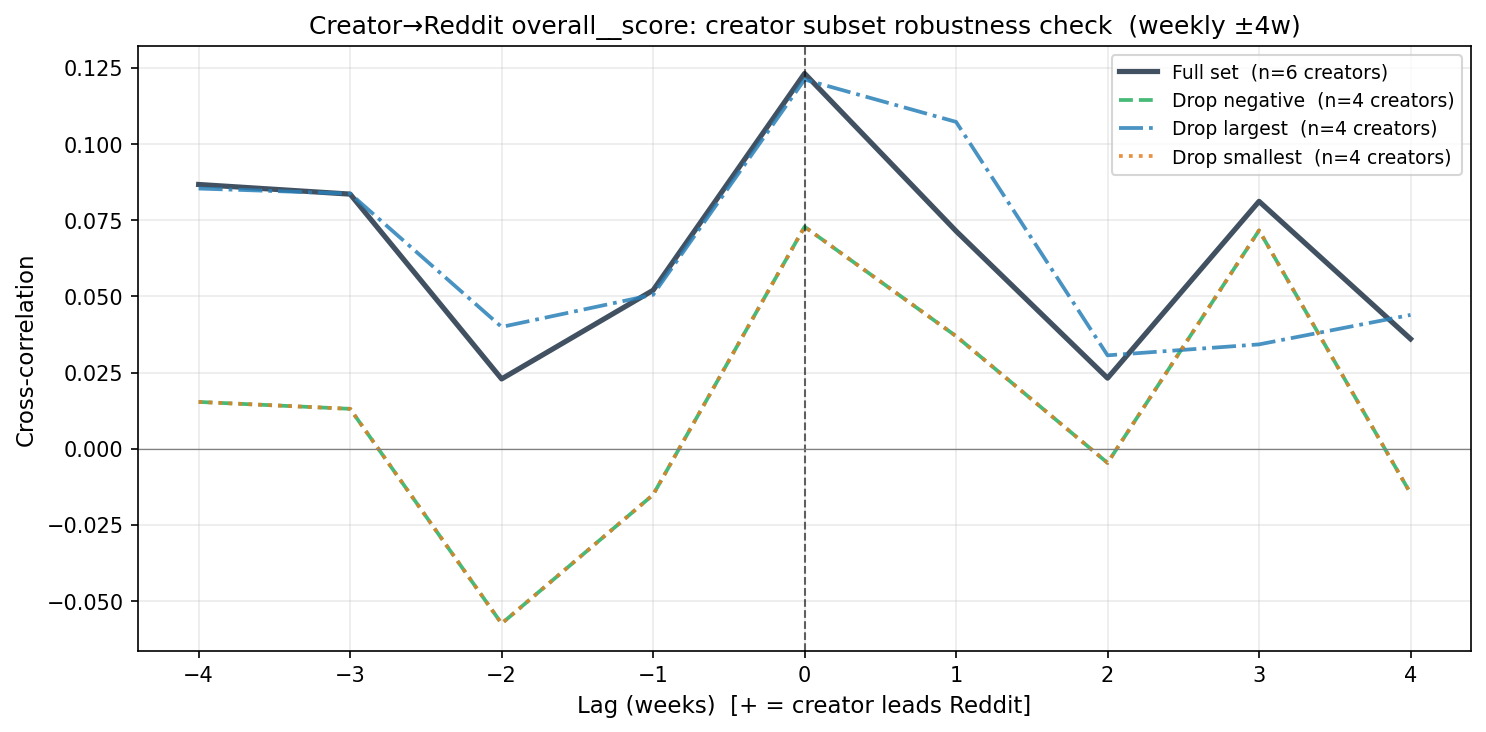 Creator→Reddit overall__score: creator subset robustness check (weekly ±4w)
Full set (n=6 creators)
Drop negative (n=4 creators)
Drop largest (n=4 creators)
Drop smallest (n=4 creators)
Cross-correlation
0.125
0.100
0.075
0.050
0.025
0.000
−0.025
−0.050
−4
−3
−2
−1
0
1
2
3
4
Lag (weeks) [+ = creator leads Reddit]